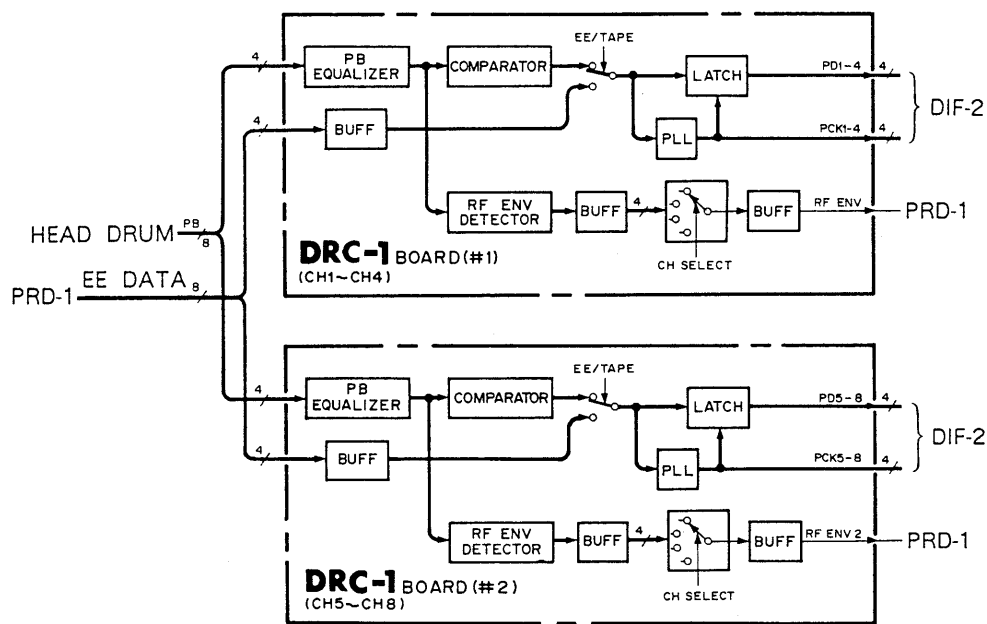 EE/TAPE
4
PB
EQUALIZER
COMPARATOR
LATCH
PD1-4
4
DIF-2
4
BUFF
PLL
PCK1-4
4
RF ENV
DETECTOR
BUFF
4
BUFF
RF ENV
PRD-1
HEAD DRUM
PB
8
DRC-1 BOARD(#1)
(CH1~CH4)
CH SELECT
PRD-1
EE DATA
8
EE/TAPE
4
PB
EQUALIZER
COMPARATOR
LATCH
PD5-8
4
DIF-2
4
BUFF
PLL
PCK5-8
4
RF ENV
DETECTOR
BUFF
4
BUFF
RF ENV 2
PRD-1
DRC-1 BOARD(#2)
(CH5~CH8)
CH SELECT